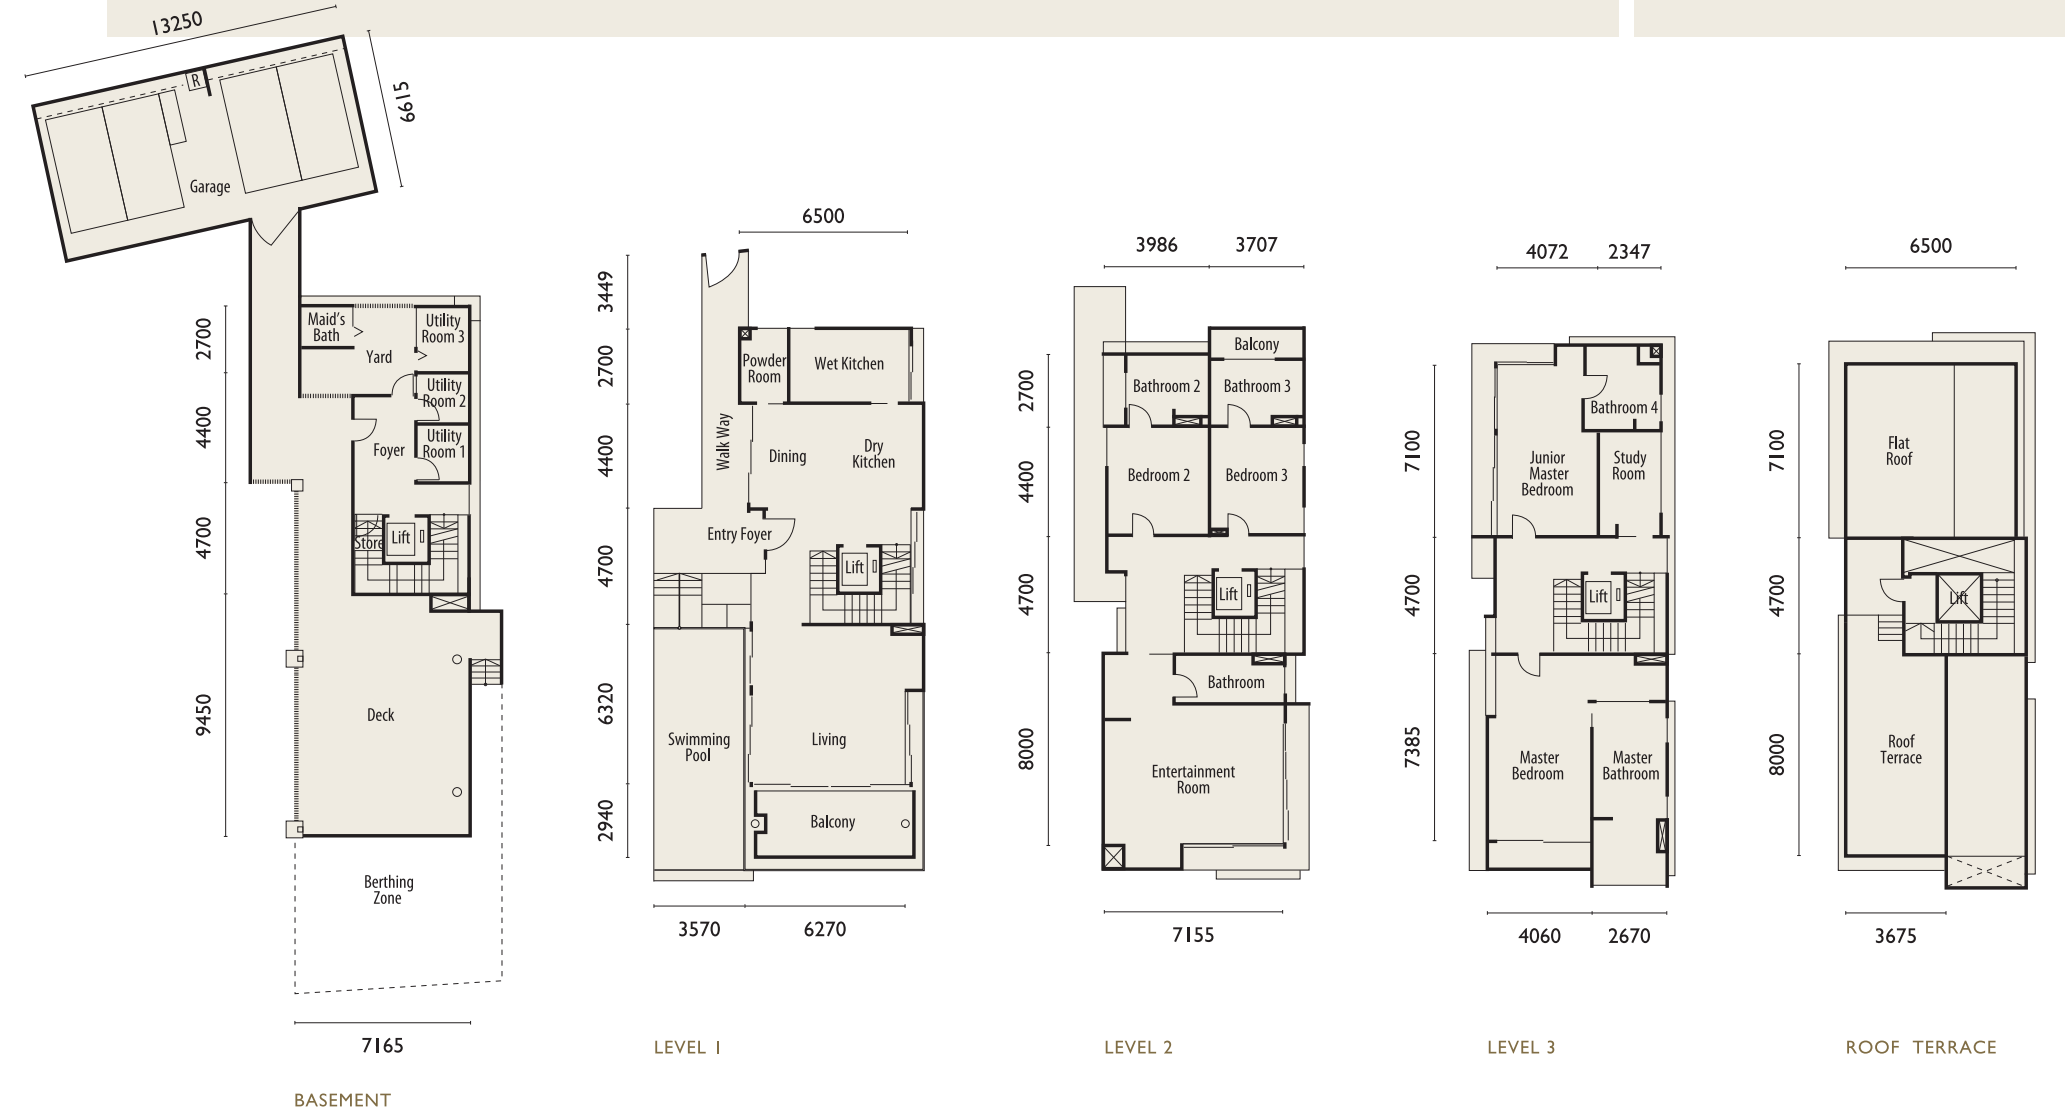 13250
6615
R
Garage
2700
4400
4700
9450
Maid's
Bath
Utility
Room 3
Yard
Utility
Room 2
Utility
Room 1
Foyer
Store
Lift
Deck
Berthing
Zone
7165
BASEMENT
6500
3449
2700
4400
4700
6320
2940
Powder
Room
Wet Kitchen
Walk Way
Dining
Dry
Kitchen
Entry Foyer
Lift
Swimming
Pool
Living
Balcony
3570
6270
LEVEL 1
3986
3707
2700
4400
4700
8000
Balcony
Bathroom 2
Bathroom 3
Bedroom 2
Bedroom 3
Lift
Bathroom
Entertainment
Room
7155
LEVEL 2
4072
2347
7100
4700
7385
Bathroom 4
Junior
Master
Bedroom
Study
Room
Lift
Master
Bedroom
Master
Bathroom
4060
2670
LEVEL 3
6500
7100
4700
8000
Flat
Roof
Lift
Roof
Terrace
3675
ROOF TERRACE